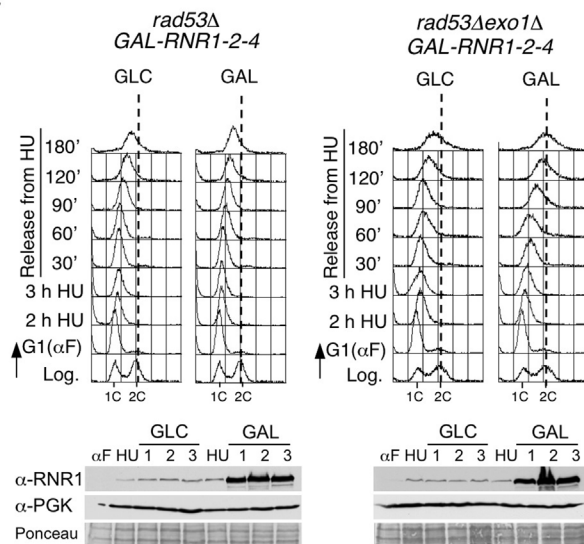 rad53Δ
GAL-RNR1-2-4
GLC GAL
rad53Δexo1Δ
GAL-RNR1-2-4
GLC GAL
Release from HU
180’
120’
90’
60’
30’
3 h HU
2 h HU
G1(αF)
Log.
1C 2C 1C 2C
Release from HU
180’
120’
90’
60’
30’
3 h HU
2 h HU
G1(αF)
Log.
1C 2C 1C 2C
GLC GAL
αF HU 1 2 3 HU 1 2 3
GLC GAL
αF HU 1 2 3 HU 1 2 3
α-RNR1
α-PGK
Ponceau